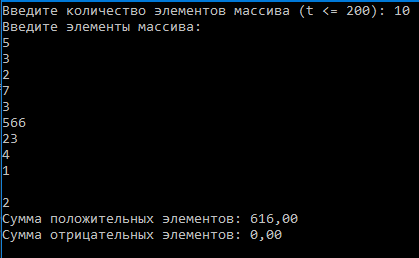 Введите количество элементов массива (t <= 200): 10
Введите элементы массива:
5
3
2
7
3
566
23
4
1
2
Сумма положительных элементов: 616,00
Сумма отрицательных элементов: 0,00